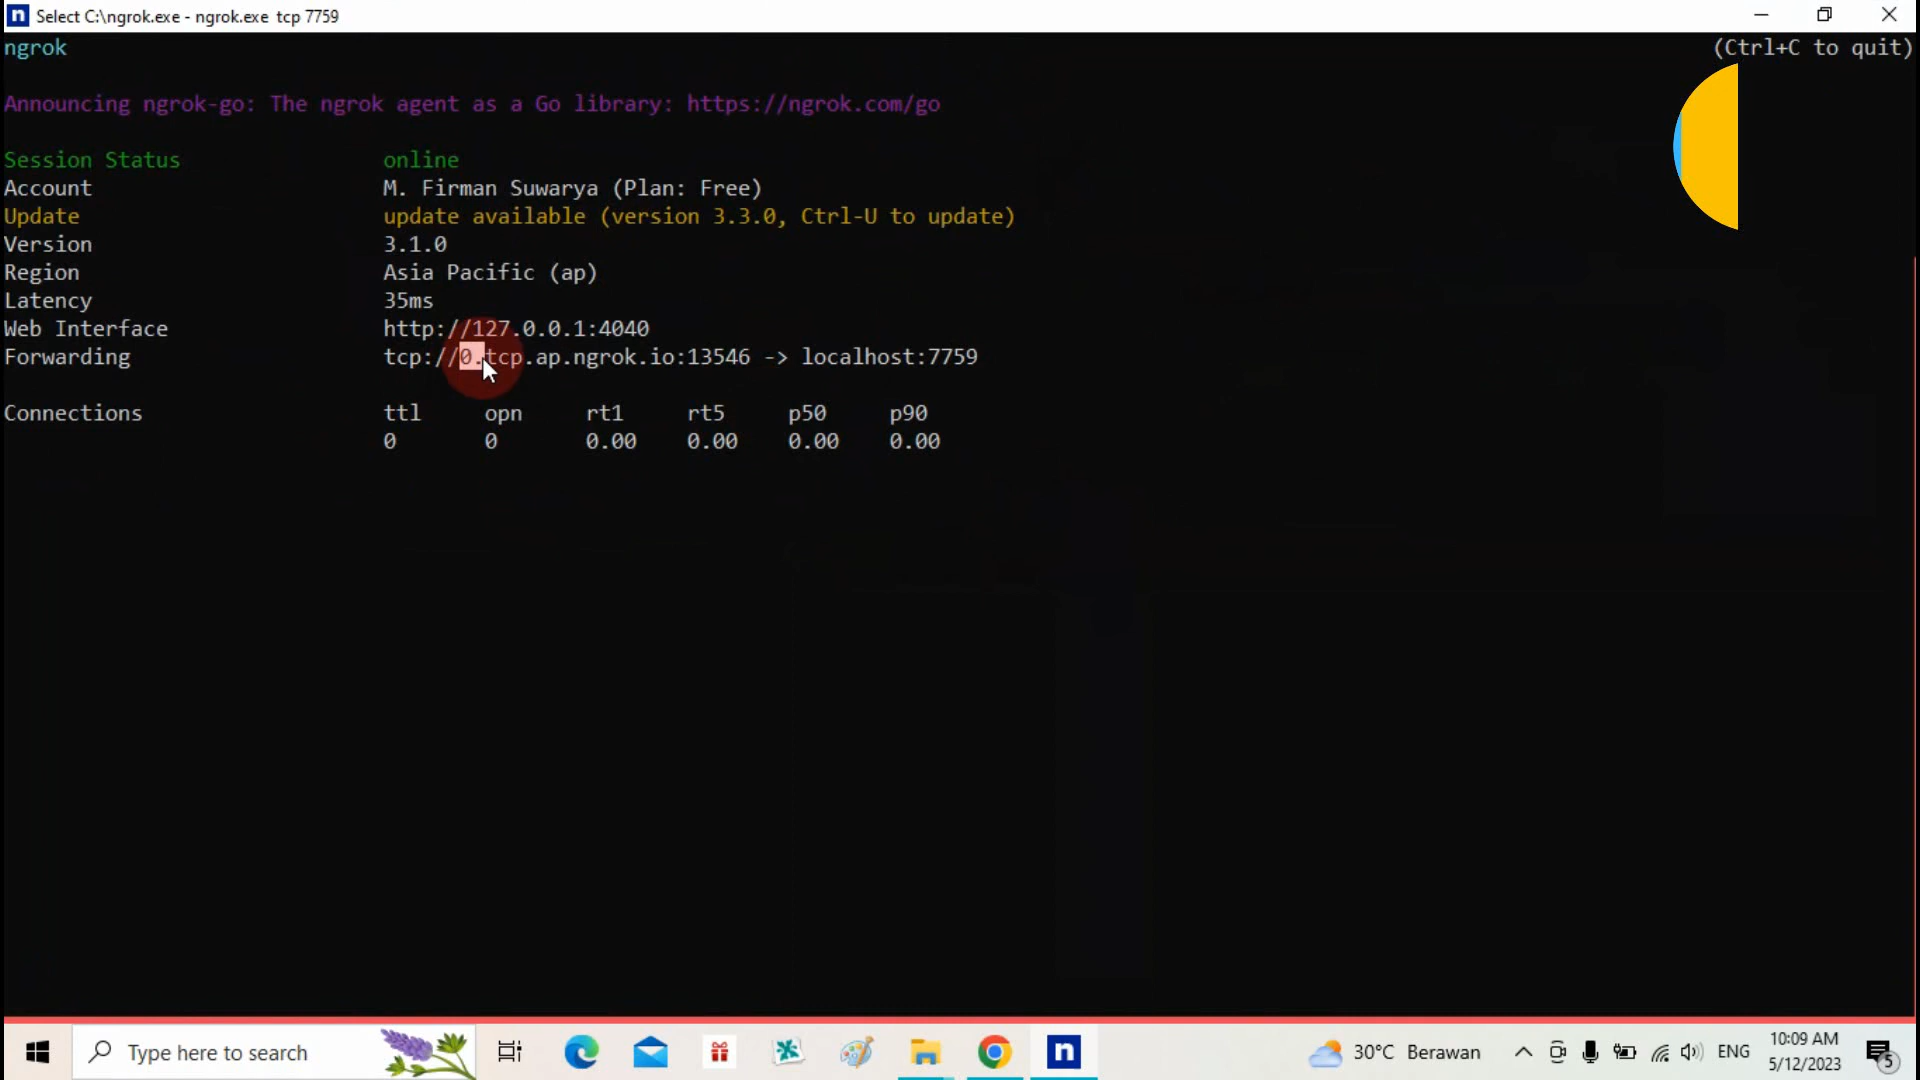 Select C:\ngrok.exe - ngrok.exe tcp 7759
ngrok (Ctrl+C to quit)
Announcing ngrok-go: The ngrok agent as a Go library: https://ngrok.com/go
Session Status online
Account M. Firman Suwarya (Plan: Free)
Update update available (version 3.3.0, Ctrl-U to update)
Version 3.1.0
Region Asia Pacific (ap)
Latency 35ms
Web Interface http://127.0.0.1:4040
Forwarding tcp://0.tcp.ap.ngrok.io:13546 -> localhost:7759
Connections ttl opn rt1 rt5 p50 p90
0 0 0.00 0.00 0.00 0.00
Type here to search
30°C Berawan
ENG
10:09 AM
5/12/2023
5